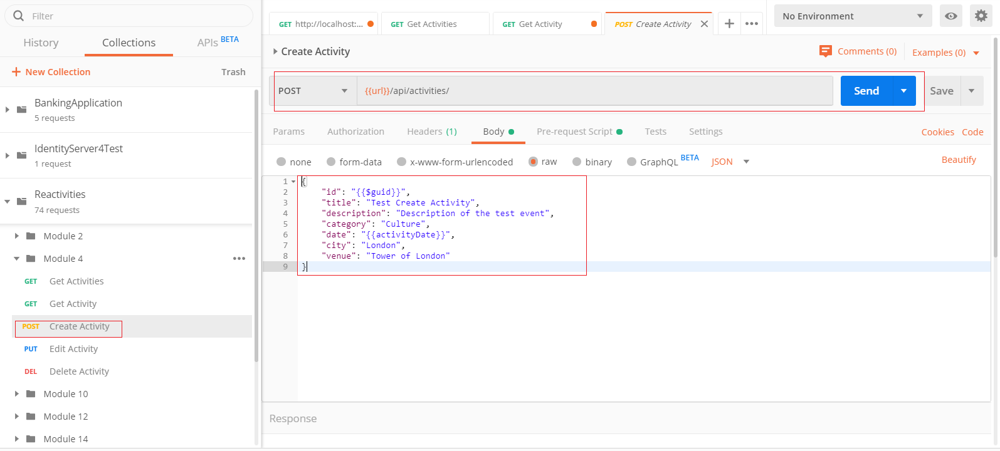 Filter
History
Collections
APIs BETA
New Collection
Trash
BankingApplication
5 requests
IdentityServer4Test
1 request
Reactivities
74 requests
Module 2
Module 4
GET Get Activities
GET Get Activity
POST Create Activity
PUT Edit Activity
DEL Delete Activity
Module 10
Module 12
Module 14
GET http://localhost:...
GET Get Activities
GET Get Activity
POST Create Activity
No Environment
Create Activity
Comments (0)
Examples (0)
POST
{{url}}/api/activities/
Send
Save
Params
Authorization
Headers (1)
Body
Pre-request Script
Tests
Settings
Cookies
Code
none
form-data
x-www-form-urlencoded
raw
binary
GraphQL BETA
JSON
Beautify
1 {
2 "id": "{{$guid}}",
3 "title": "Test Create Activity",
4 "description": "Description of the test event",
5 "category": "Culture",
6 "date": "{{activityDate}}",
7 "city": "London",
8 "venue": "Tower of London"
9 }
Response